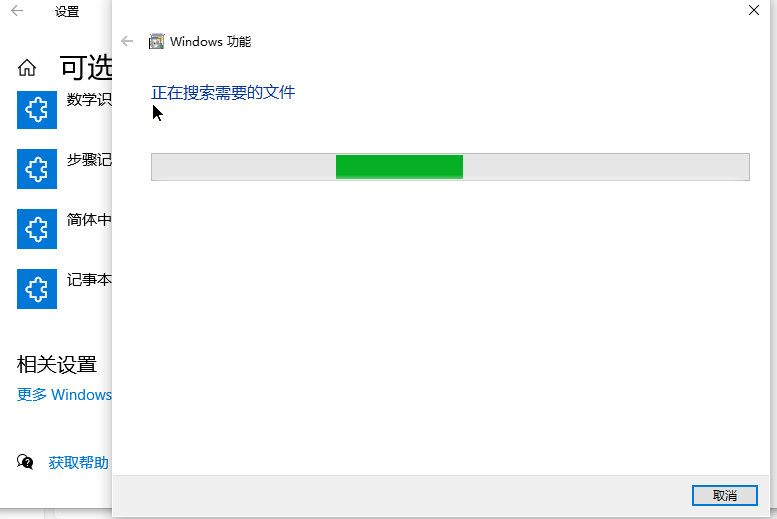 设置
Windows 功能
可选
正在搜索需要的文件
数学识
步骤记
简体中
记事本
相关设置
更多 Windows
获取帮助
取消